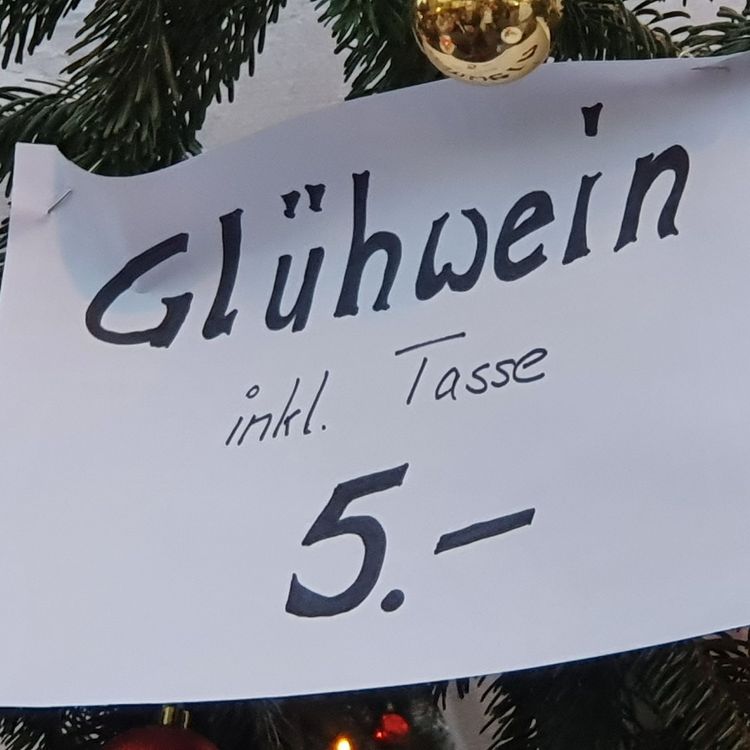 Glühwein
inkl. Tasse
5.-